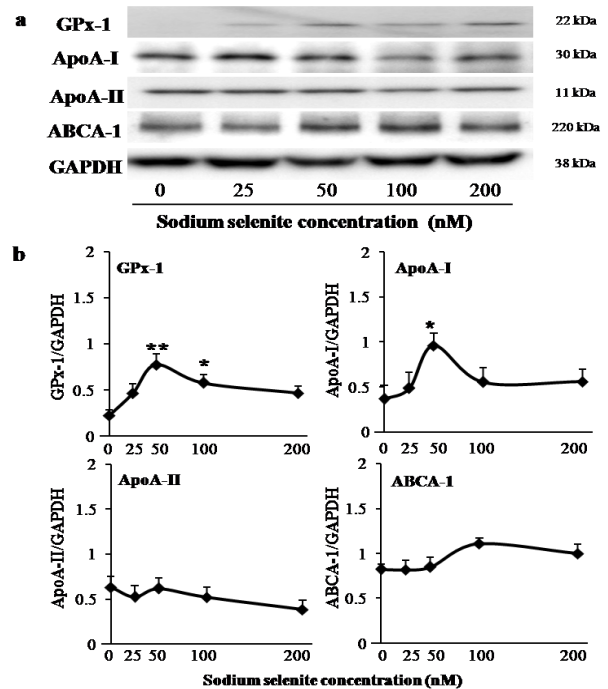 a
GPx-1 22 kDa
ApoA-I 30 kDa
ApoA-II 11 kDa
ABCA-1 220 kDa
GAPDH 38 kDa
0 25 50 100 200
Sodium selenite concentration (nM)
b
GPx-1
GPx-1/GAPDH
2
1.5
1
0.5
0
** *
0 25 50 100 200
ApoA-I
ApoA-I/GAPDH
2
1.5
1
0.5
0
*
0 25 50 100 200
ApoA-II
ApoA-II/GAPDH
2
1.5
1
0.5
0
0 25 50 100 200
ABCA-1
ABCA-1/GAPDH
2
1.5
1
0.5
0
0 25 50 100 200
Sodium selenite concentration (nM)